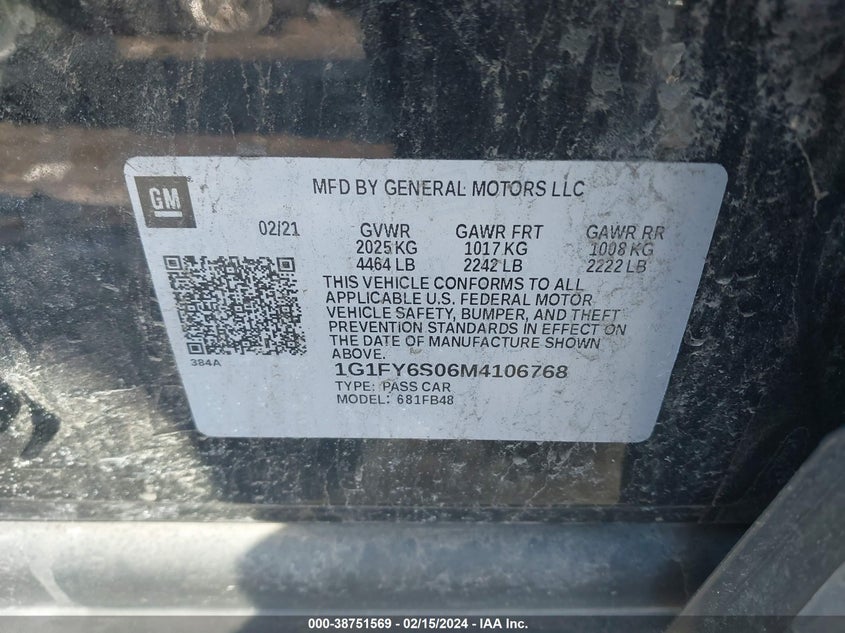 GM
MFD BY GENERAL MOTORS LLC
02/21 GVWR GAWR FRT GAWR RR
2025 KG 1017 KG 1008 KG
4464 LB 2242 LB 2222 LB
THIS VEHICLE CONFORMS TO ALL
APPLICABLE U.S. FEDERAL MOTOR
VEHICLE SAFETY, BUMPER, AND THEFT
PREVENTION STANDARDS IN EFFECT ON
THE DATE OF MANUFACTURE SHOWN
ABOVE.
384A
1G1FY6S06M4106768
TYPE: PASS CAR
MODEL: 681FB48
000-38751569 - 02/15/2024 - IAA Inc.